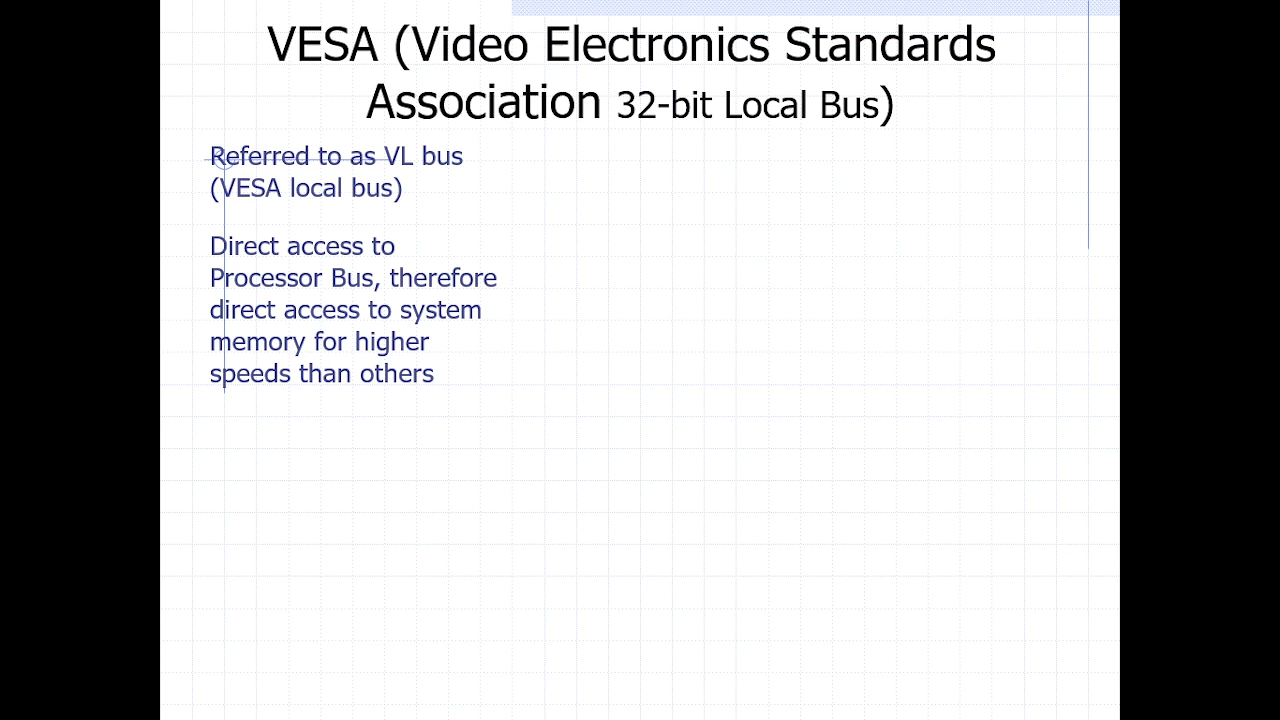 VESA (Video Electronics Standards
Association 32-bit Local Bus)
Referred to as VL bus
(VESA local bus)
Direct access to
Processor Bus, therefore
direct access to system
memory for higher
speeds than others